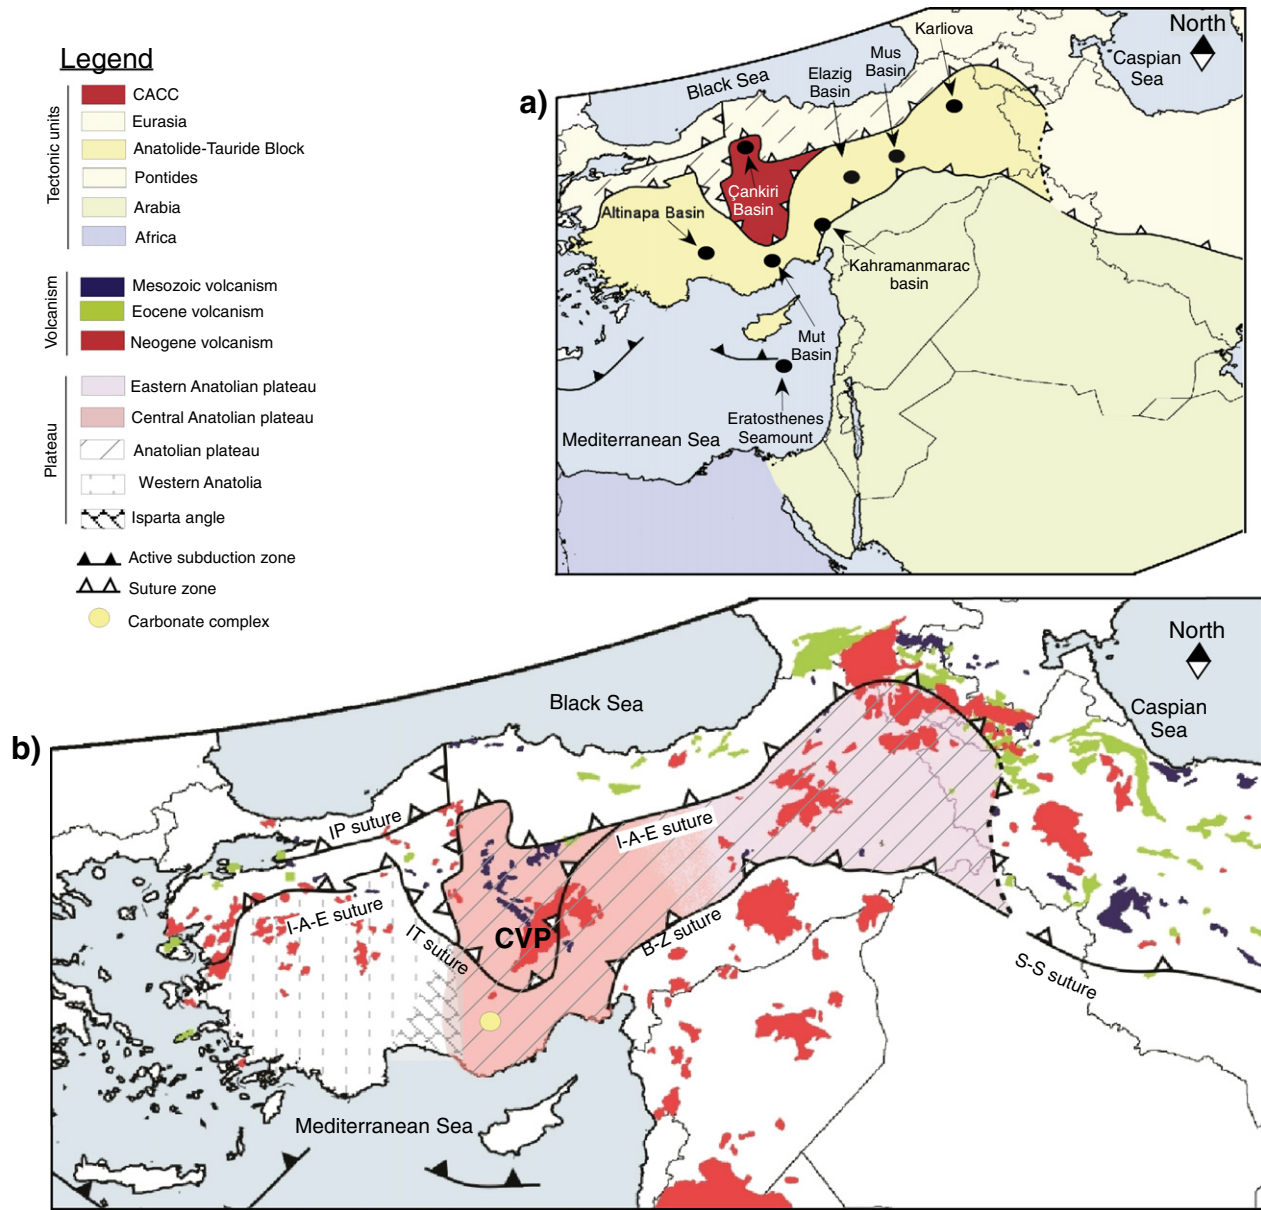 Legend
Tectonic units
CACC
Eurasia
Anatolide-Tauride Block
Pontides
Arabia
Africa
Volcanism
Mesozoic volcanism
Eocene volcanism
Neogene volcanism
Plateau
Eastern Anatolian plateau
Central Anatolian plateau
Anatolian plateau
Western Anatolia
Isparta angle
Active subduction zone
Suture zone
Carbonate complex
a)
North
Karliova
Caspian
Sea
Black Sea
Mus
Basin
Elazig
Basin
Çankiri
Basin
Altinapa Basin
Kahramanmarac
basin
Mut
Basin
Eratosthenes
Seamount
Mediterranean Sea
b)
North
Black Sea
Caspian
Sea
IP suture
I-A-E suture
I-A-E suture
IT suture
CVP
B-Z suture
S-S suture
Mediterranean Sea